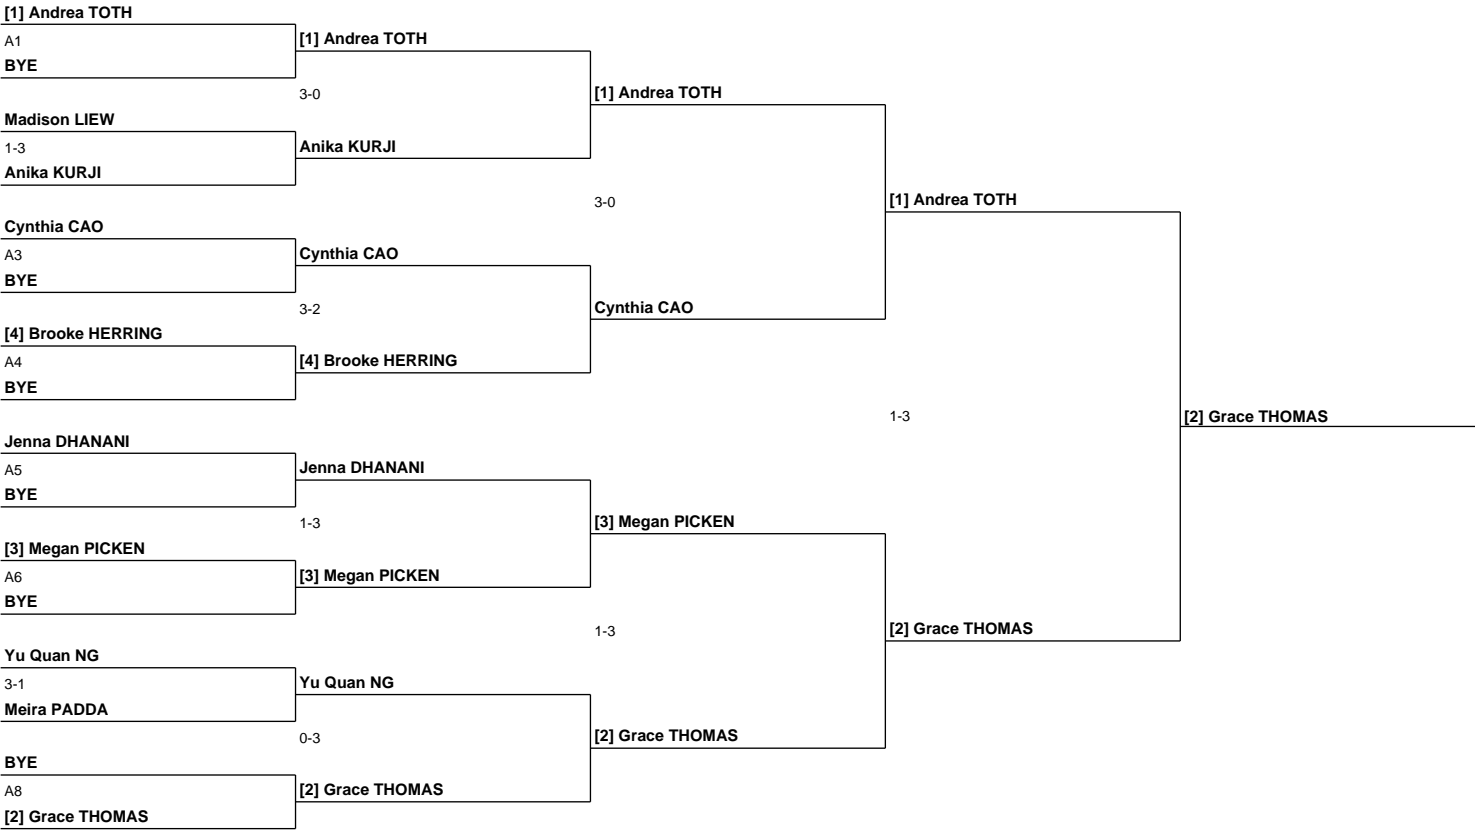 [1] Andrea TOTH
A1
BYE
Madison LIEW
1-3
Anika KURJI
Cynthia CAO
A3
BYE
[4] Brooke HERRING
A4
BYE
Jenna DHANANI
A5
BYE
[3] Megan PICKEN
A6
BYE
Yu Quan NG
3-1
Meira PADDA
BYE
A8
[2] Grace THOMAS
[1] Andrea TOTH
3-0
Anika KURJI
Cynthia CAO
3-2
[4] Brooke HERRING
Jenna DHANANI
1-3
[3] Megan PICKEN
Yu Quan NG
0-3
[2] Grace THOMAS
[1] Andrea TOTH
3-0
Cynthia CAO
[3] Megan PICKEN
1-3
[2] Grace THOMAS
[1] Andrea TOTH
1-3
[2] Grace THOMAS
[2] Grace THOMAS